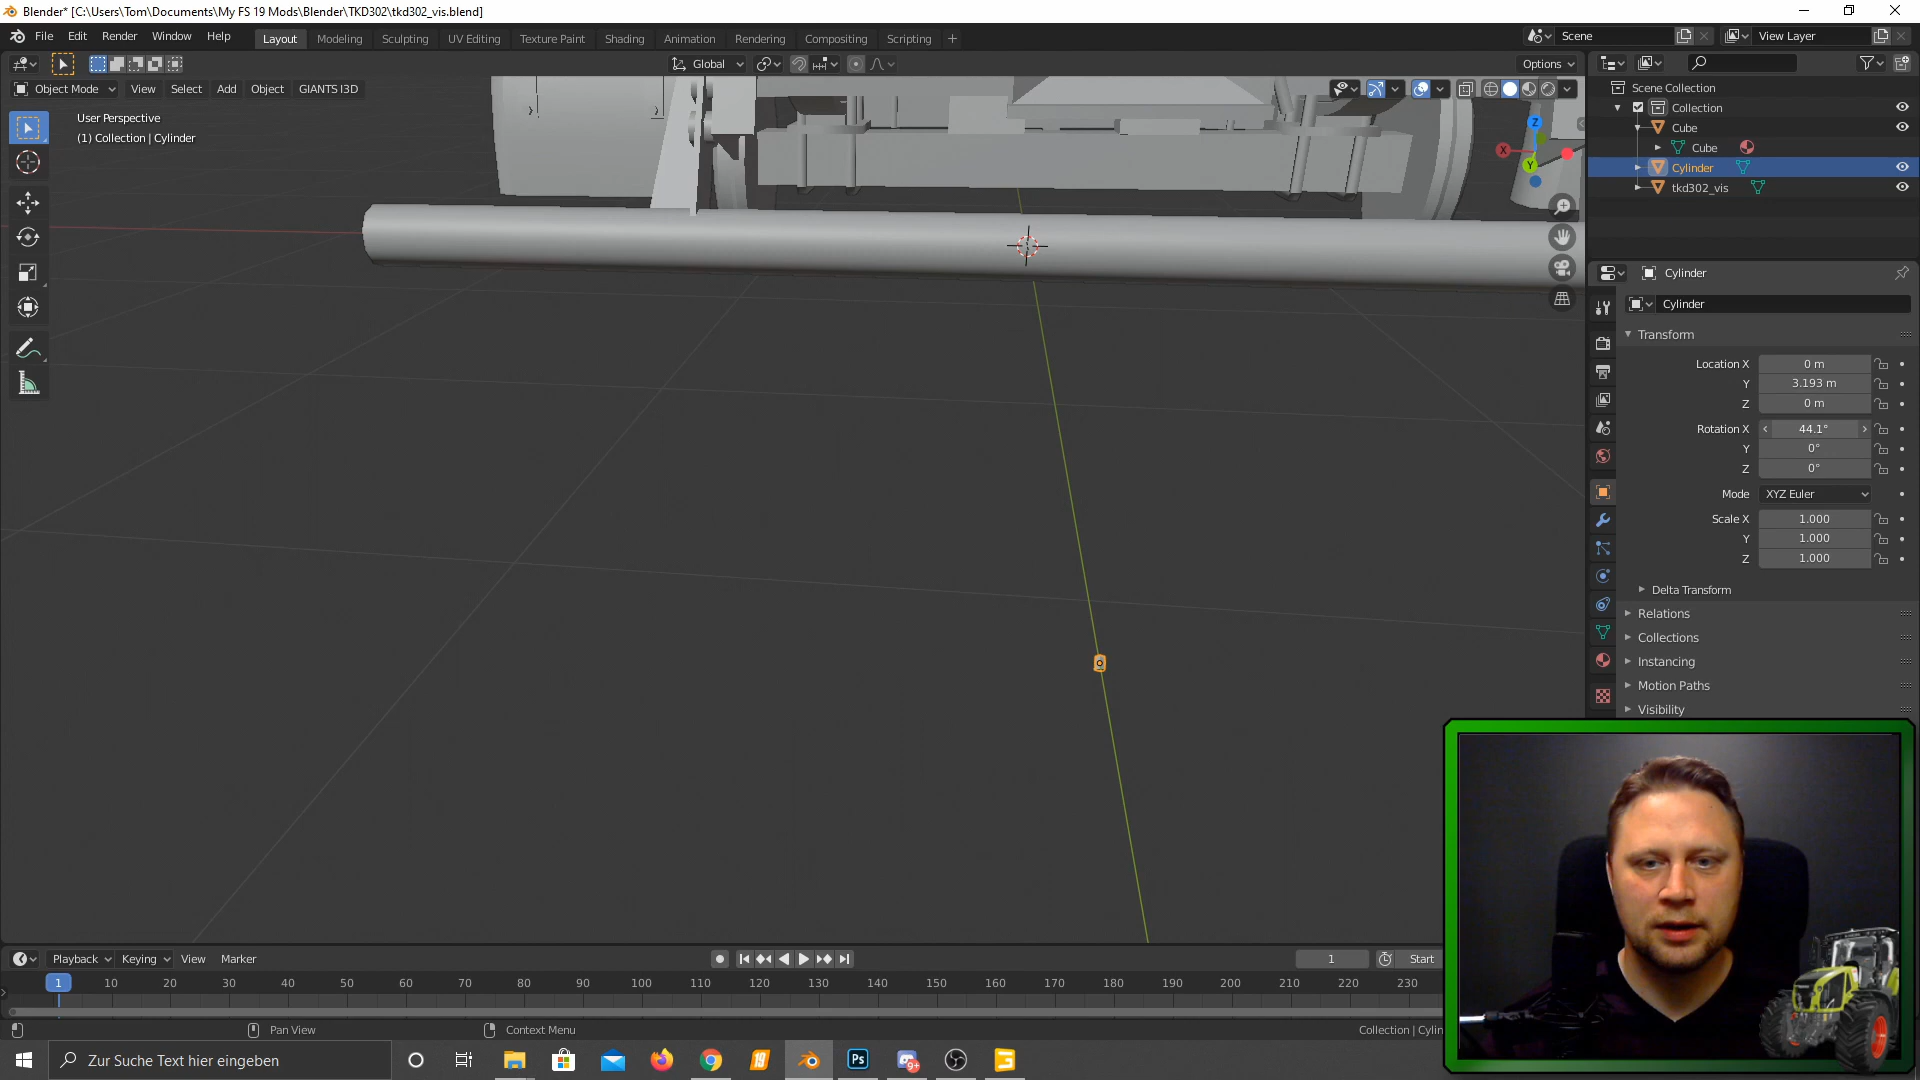 Blender* [C:\Users\Tom\Documents\My FS 19 Mods\Blender\TKD302\tkd302_vis.blend]
File Edit Render Window Help
Layout Modeling Sculpting UV Editing Texture Paint Shading Animation Rendering Compositing Scripting
Scene
View Layer
Global
Options
Object Mode View Select Add Object GIANTS I3D
User Perspective
(1) Collection | Cylinder
Z
X
Y
Scene Collection
Collection
Cube
Cube
Cylinder
tkd302_vis
Cylinder
Cylinder
Transform
Location X 0 m
Y 3.193 m
Z 0 m
Rotation X 44.1°
Y 0°
Z 0°
Mode XYZ Euler
Scale X 1.000
Y 1.000
Z 1.000
Delta Transform
Relations
Collections
Instancing
Motion Paths
Visibility
Playback Keying View Marker
1
Start
1 10 20 30 40 50 60 70 80 90 100 110 120 130 140 150 160 170 180 190 200 210 220 230
Pan View
Context Menu
Collection | Cylin
Zur Suche Text hier eingeben
19
Ps
9+